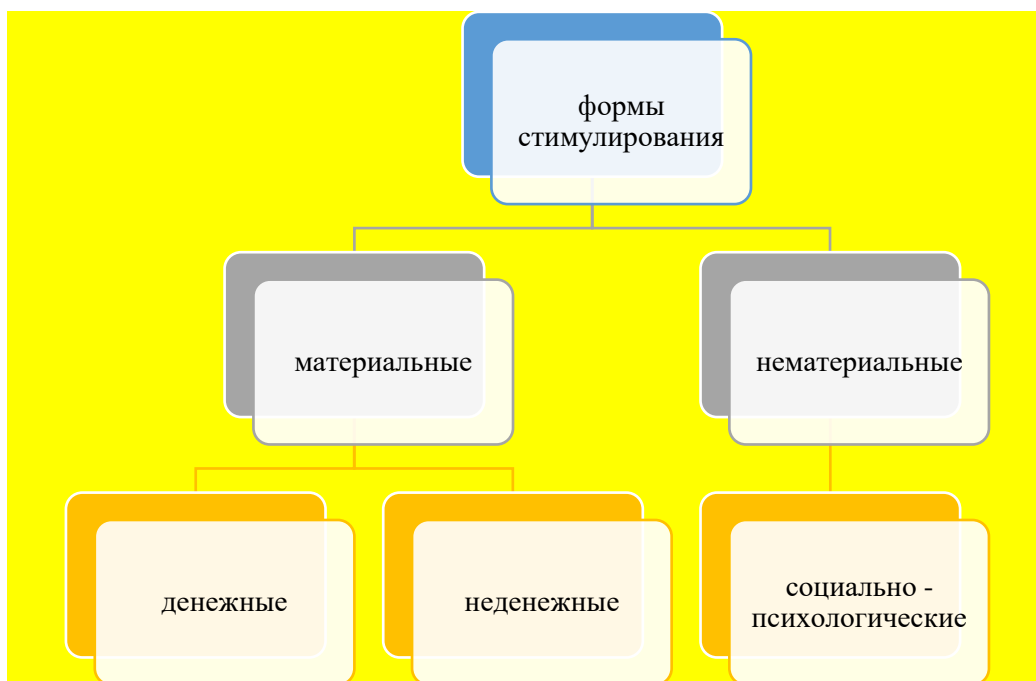 формы
стимулирования
материальные
нематериальные
денежные
неденежные
социально -
психологические